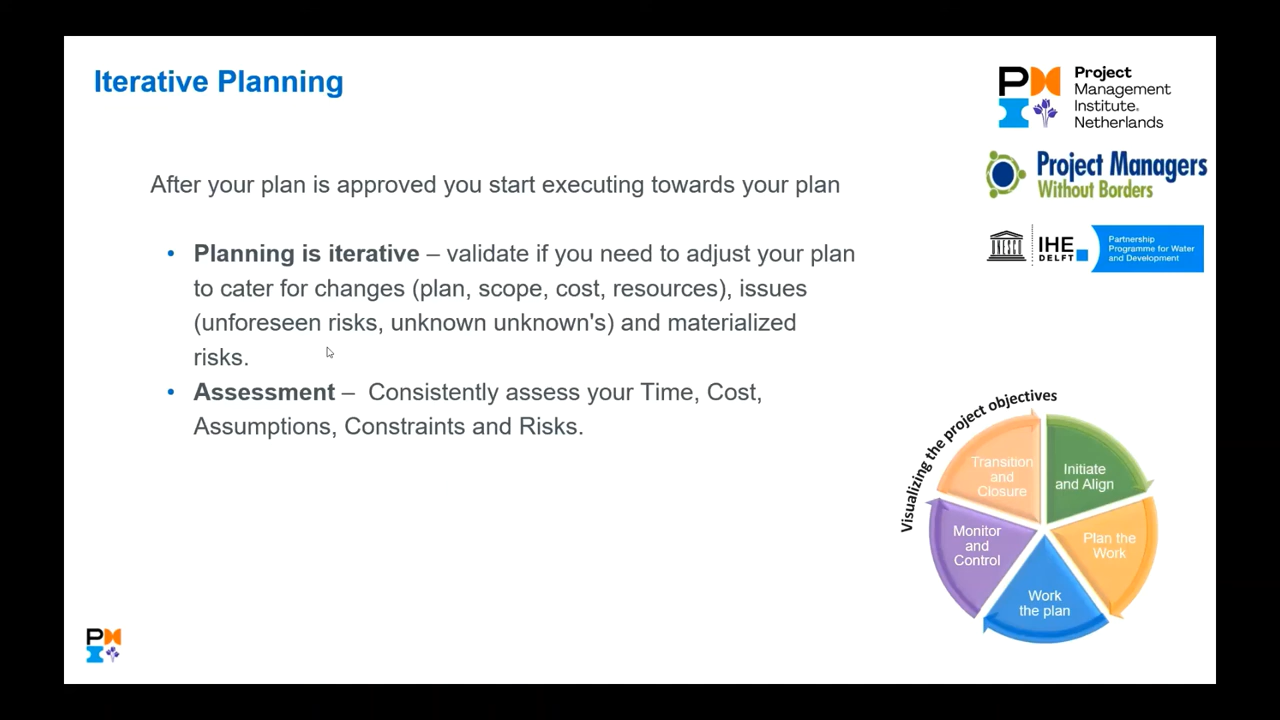 Iterative Planning
Project
Management
Institute.
Netherlands
Project Managers
Without Borders
IHE
DELFT
Partnership
Programme for Water
and Development
After your plan is approved you start executing towards your plan
• Planning is iterative – validate if you need to adjust your plan
to cater for changes (plan, scope, cost, resources), issues
(unforeseen risks, unknown unknown's) and materialized
risks.
• Assessment – Consistently assess your Time, Cost,
Assumptions, Constraints and Risks.
Visualizing the project objectives
Transition
and
Closure
Initiate
and Align
Monitor
and
Control
Plan the
Work
Work
the plan